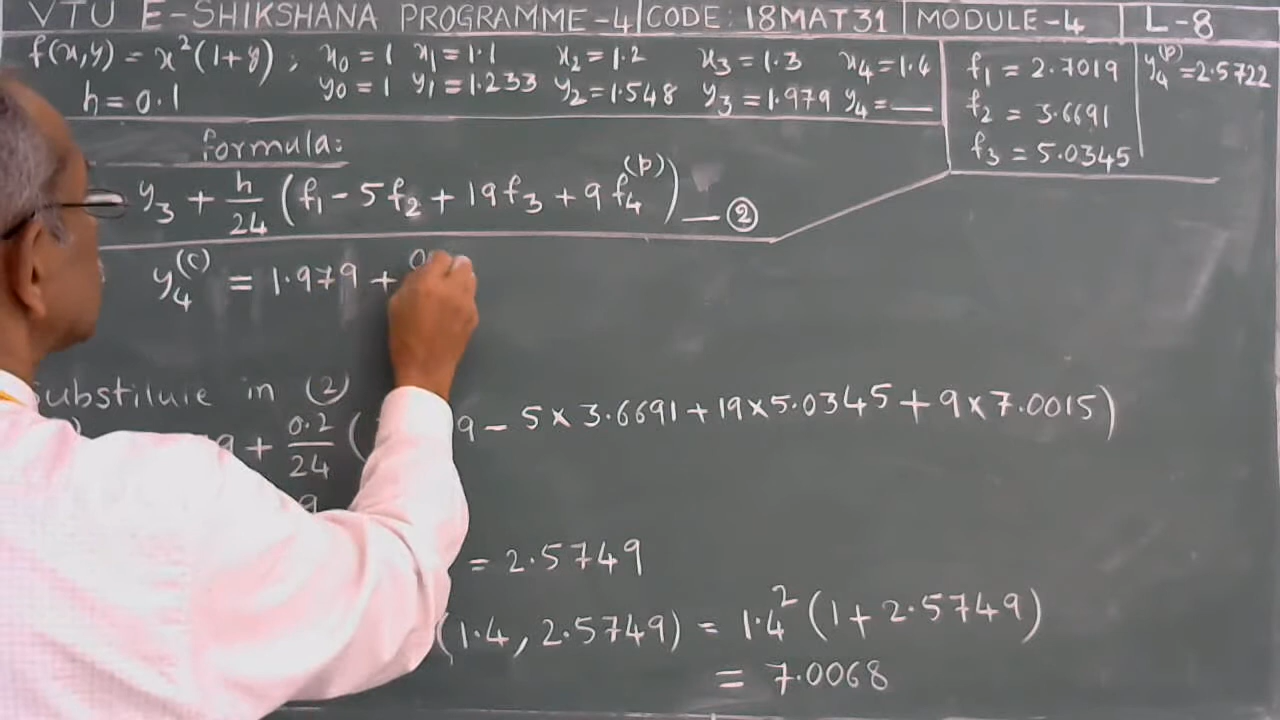 VTU E-SHIKSHANA PROGRAMME-4 CODE: 18MAT31 MODULE-4 L-8
f(x,y) = x²(1+y) ; x₀=1 x₁=1.1 x₂=1.2 x₃=1.3 x₄=1.4
h=0.1 y₀=1 y₁=1.233 y₂=1.548 y₃=1.979 y₄=—
f₁ = 2.7019
f₂ = 3.6691
f₃ = 5.0345
y₄^(P) = 2.5722
formula:
y₃ + h/24 (f₁ - 5f₂ + 19f₃ + 9f₄^(P)) — ②
y₄^(c) = 1.979 + 0
Substitute in (2)
9 + 0.2/24 ( 9 - 5×3.6691 + 19×5.0345 + 9×7.0015)
= 2.5749
(1.4, 2.5749) = 1.4² (1+2.5749)
= 7.0068